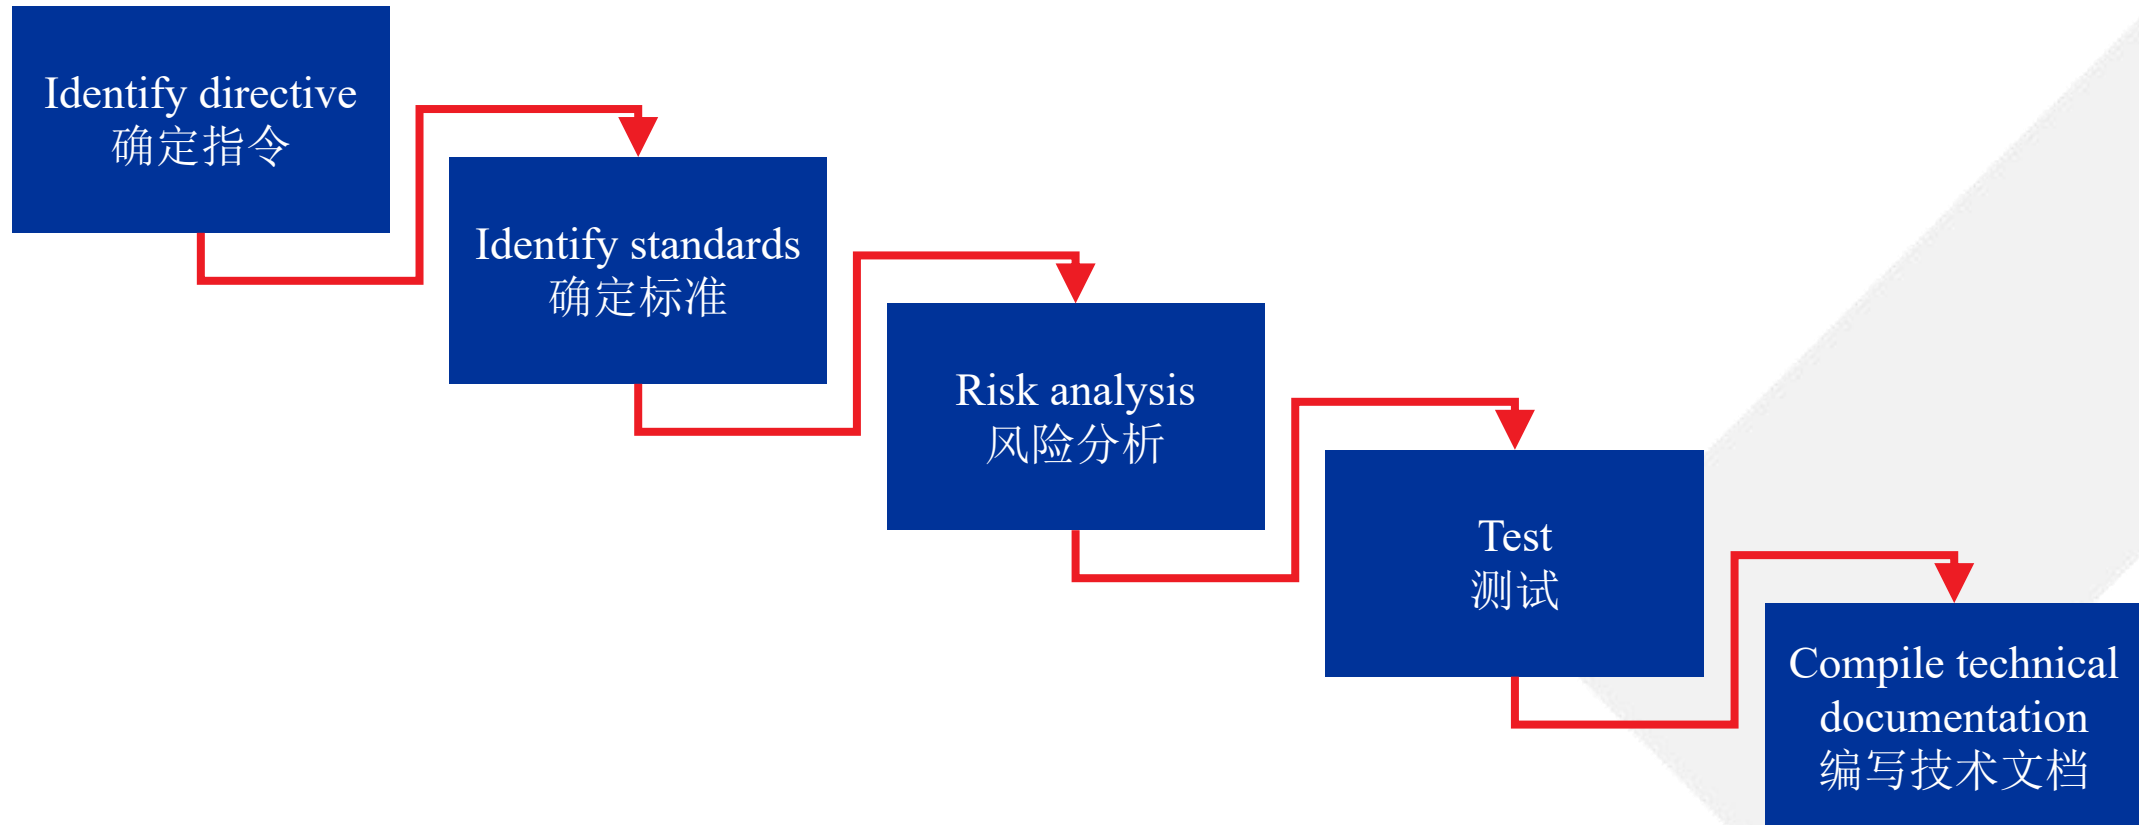 Identify directive
确定指令
Identify standards
确定标准
Risk analysis
风险分析
Test
测试
Compile technical
documentation
编写技术文档